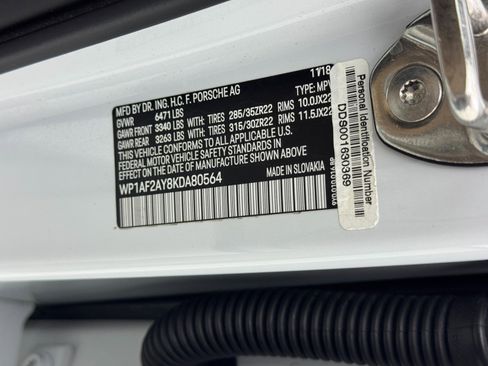 MFD BY DR. ING. H.C. F. PORSCHE AG 11/18
GVWR 6471 LBS TYPE: MPV
GAWR FRONT 3340 LBS WITH: TIRES 285/35ZR22 RIMS 10.0JX22
GAWR REAR 3263 LBS WITH: TIRES 315/30ZR22 RIMS 11.5JX22
THIS VEHICLE CONFORMS TO ALL APPLICABLE U.S.
FEDERAL MOTOR VEHICLE SAFETY STANDARDS IN
EFFECT ON THE DATE OF MANUFACTURE SHOWN ABOVE
WP1AF2AY8KDA80564
MADE IN SLOVAKIA
Personal Identification Number
DDS001630369